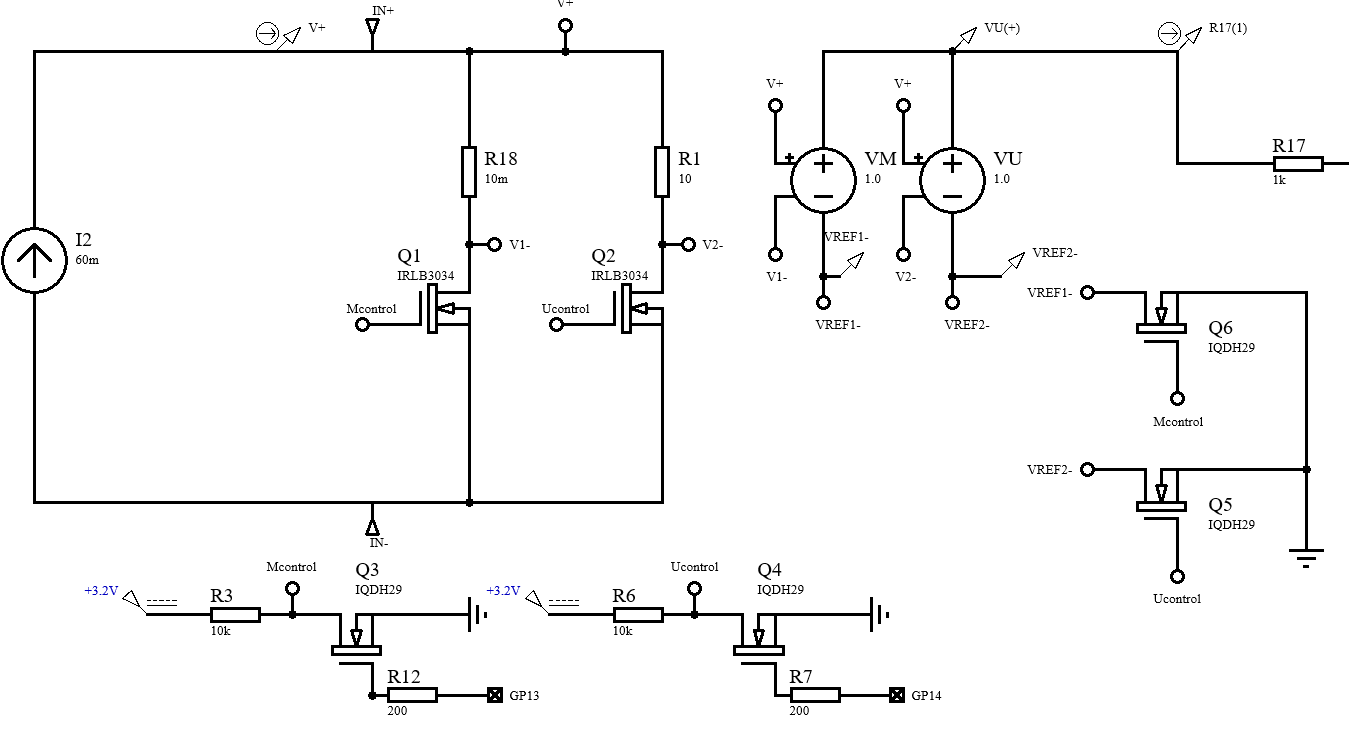 IN+
V+
V+
VU(+)
R17(1)
V+
V+
R18
10m
R1
10
VM
1.0
VU
1.0
R17
1k
I2
60m
V1-
V2-
VREF1-
Q1
IRLB3034
Q2
IRLB3034
V1-
V2-
VREF2-
Mcontrol
Ucontrol
VREF1-
VREF1-
VREF2-
Q6
IQDH29
Mcontrol
VREF2-
Q5
IQDH29
IN-
Mcontrol
Q3
IQDH29
Ucontrol
Q4
IQDH29
Ucontrol
+3.2V
R3
10k
+3.2V
R6
10k
R12
200
GP13
R7
200
GP14